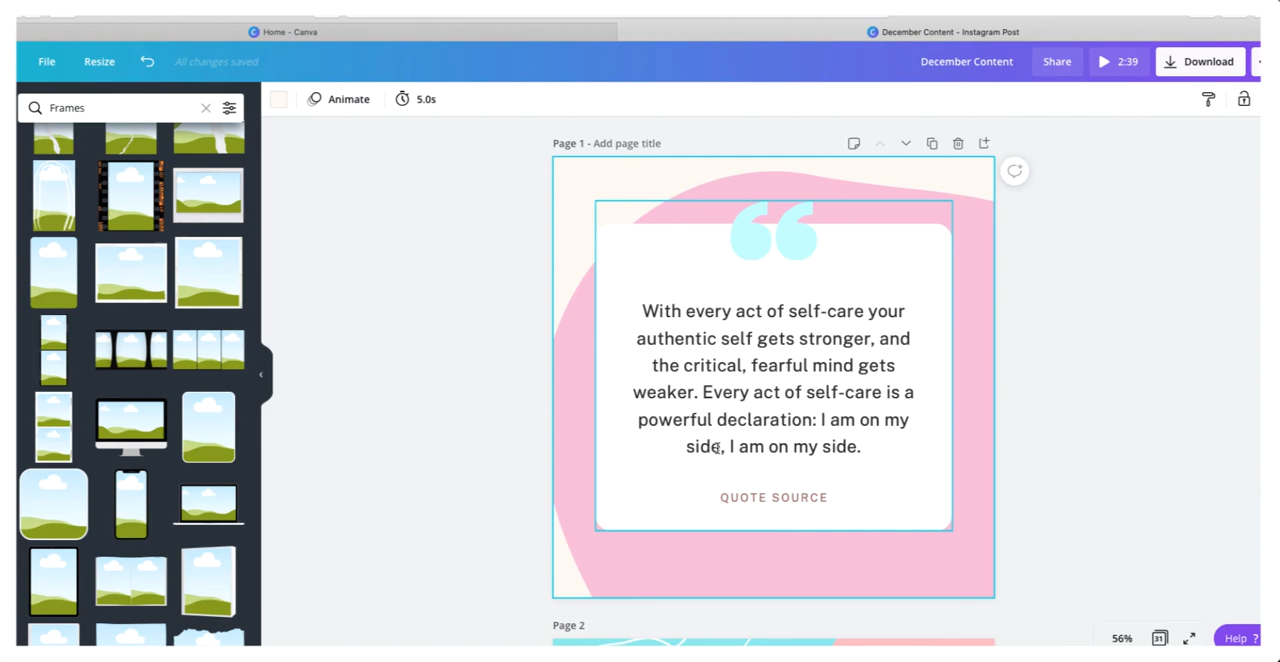 Home - Canva
December Content - Instagram Post
File
Resize
All changes saved
December Content
Share
2:39
Download
Frames
Animate
5.0s
Page 1 - Add page title
With every act of self-care your
authentic self gets stronger, and
the critical, fearful mind gets
weaker. Every act of self-care is a
powerful declaration: I am on my
side, I am on my side.
QUOTE SOURCE
Page 2
56%
31
Help ?